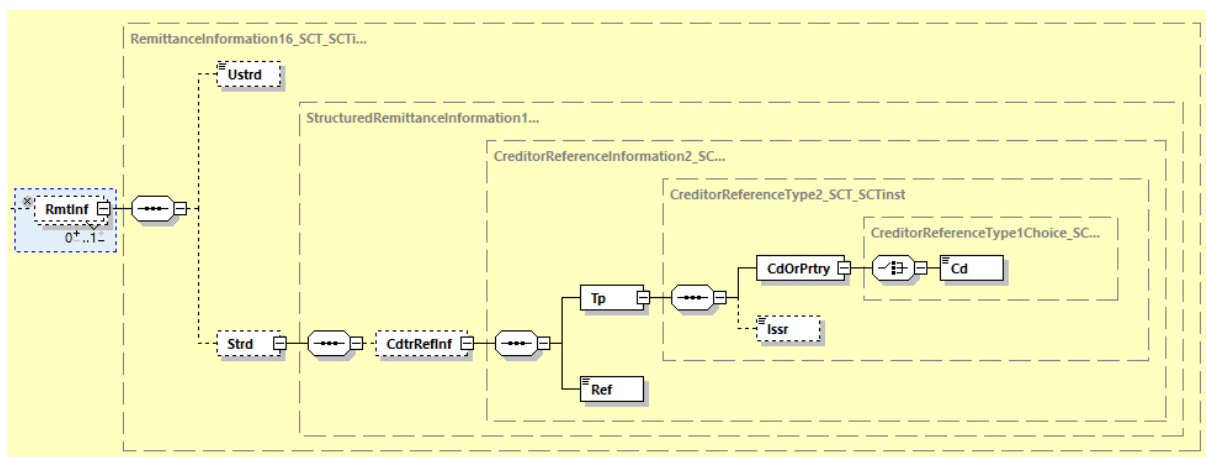 RemittanceInformation16_SCT_SCTi...
Ustrd
StructuredRemittanceInformation1...
CreditorReferenceInformation2_SC...
CreditorReferenceType2_SCT_SCTinst
RmtInf
0..1
CreditorReferenceType1Choice_SC...
CdOrPrtry
Cd
Tp
Issr
Strd
CdtrRefInf
Ref